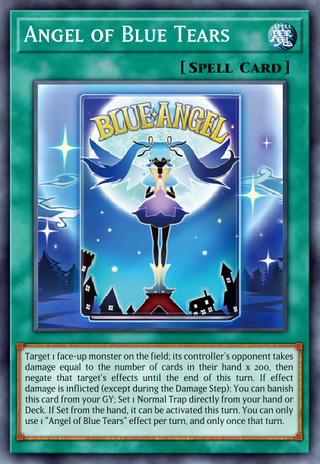 ANGEL OF BLUE TEARS
魔
[ SPELL CARD ]
BLUE★ANGEL
Target 1 face-up monster on the field; its controller's opponent takes
damage equal to the number of cards in their hand x 200, then
negate that target's effects until the end of this turn. If effect
damage is inflicted (except during the Damage Step): You can banish
this card from your GY; Set 1 Normal Trap directly from your hand or
Deck. If Set from the hand, it can be activated this turn. You can only
use 1 "Angel of Blue Tears" effect per turn, and only once that turn.